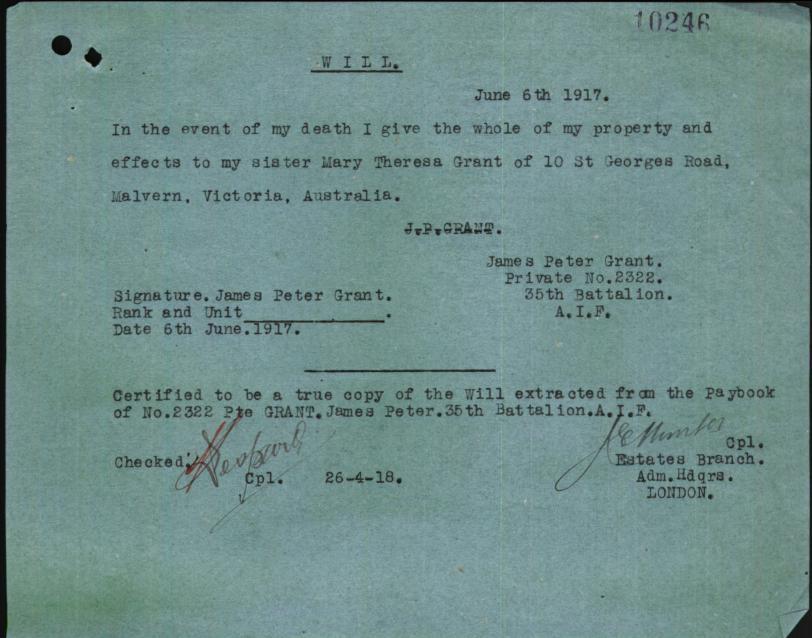 10246
W I L L.
June 6th 1917.
In the event of my death I give the whole of my property and
effects to my sister Mary Theresa Grant of 10 St Georges Road,
Malvern, Victoria, Australia.
J.P.GRANT.
James Peter Grant.
Private No.2322.
35th Battalion.
A.I.F.
Signature. James Peter Grant.
Rank and Unit_____________.
Date 6th June.1917.
Certified to be a true copy of the Will extracted from the Paybook
of No.2322 Pte GRANT.James Peter.35th Battalion.A.I.F.
Cpl.
Estates Branch.
Adm.Hdqrs.
LONDON.
Checked.
Cpl. 26-4-18.